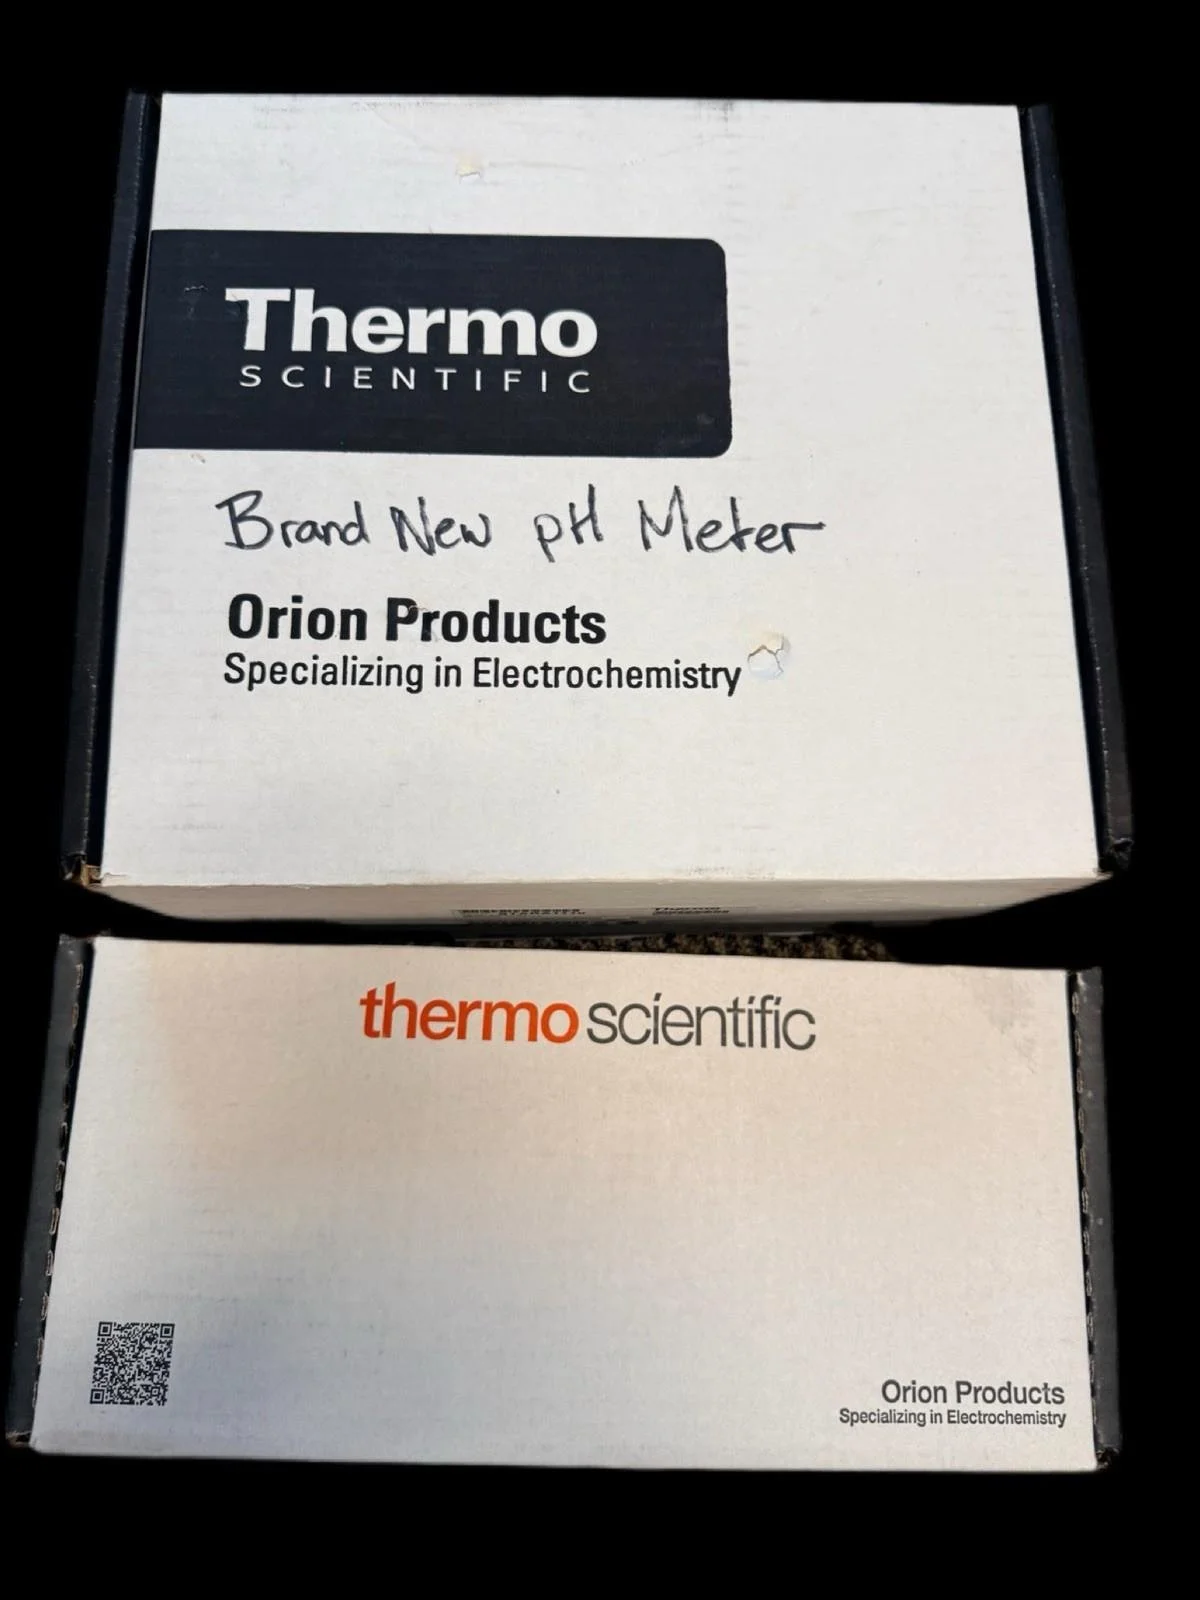 Thermo
SCIENTIFIC
Brand New pH Meter
Orion Products
Specializing in Electrochemistry
thermo scientific
Orion Products
Specializing in Electrochemistry